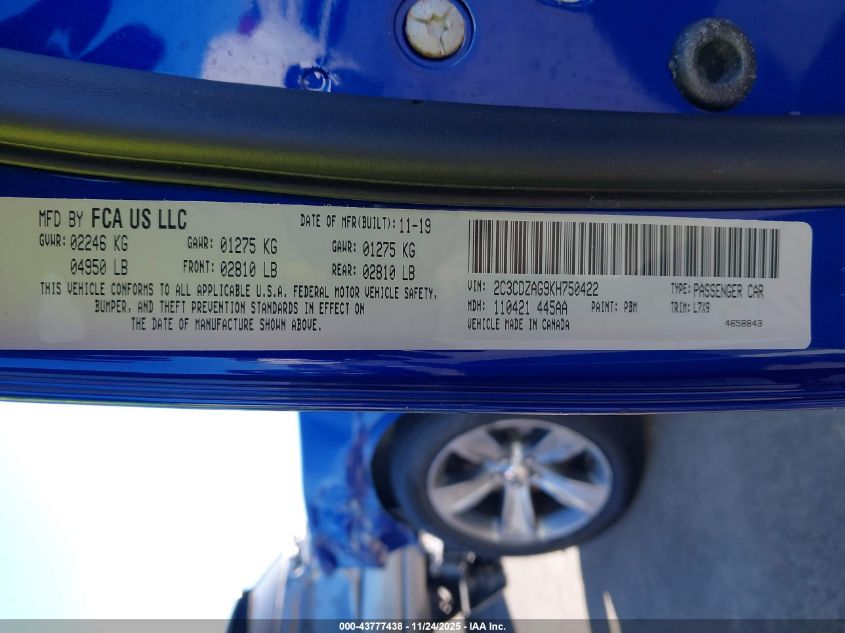 MFD BY FCA US LLC
DATE OF MFR(BUILT): 11-19
GVWR: 02246 KG GAWR: 01275 KG GAWR: 01275 KG
04950 LB FRONT: 02810 LB REAR: 02810 LB
THIS VEHICLE CONFORMS TO ALL APPLICABLE U.S.A. FEDERAL MOTOR VEHICLE SAFETY,
BUMPER, AND THEFT PREVENTION STANDARDS IN EFFECT ON
THE DATE OF MANUFACTURE SHOWN ABOVE.
VIN: 2C3CDZAG9KH750422 TYPE: PASSENGER CAR
MDH: 110421 445AA PAINT: PBM TRIM: L7X9
VEHICLE MADE IN CANADA 4658843
000-43777438 - 11/24/2025 - IAA Inc.